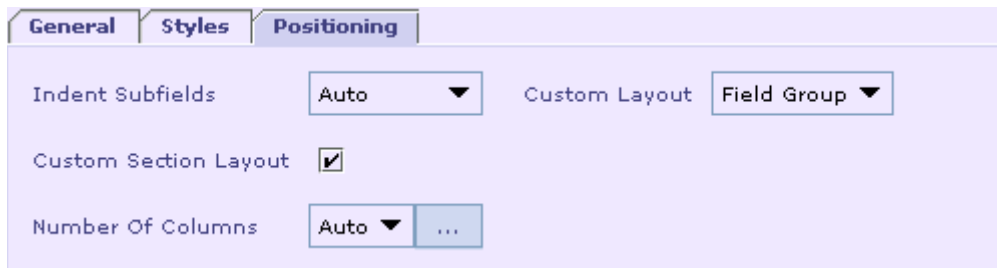 General Styles Positioning
Indent Subfields Auto Custom Layout Field Group
Custom Section Layout
Number Of Columns Auto ...